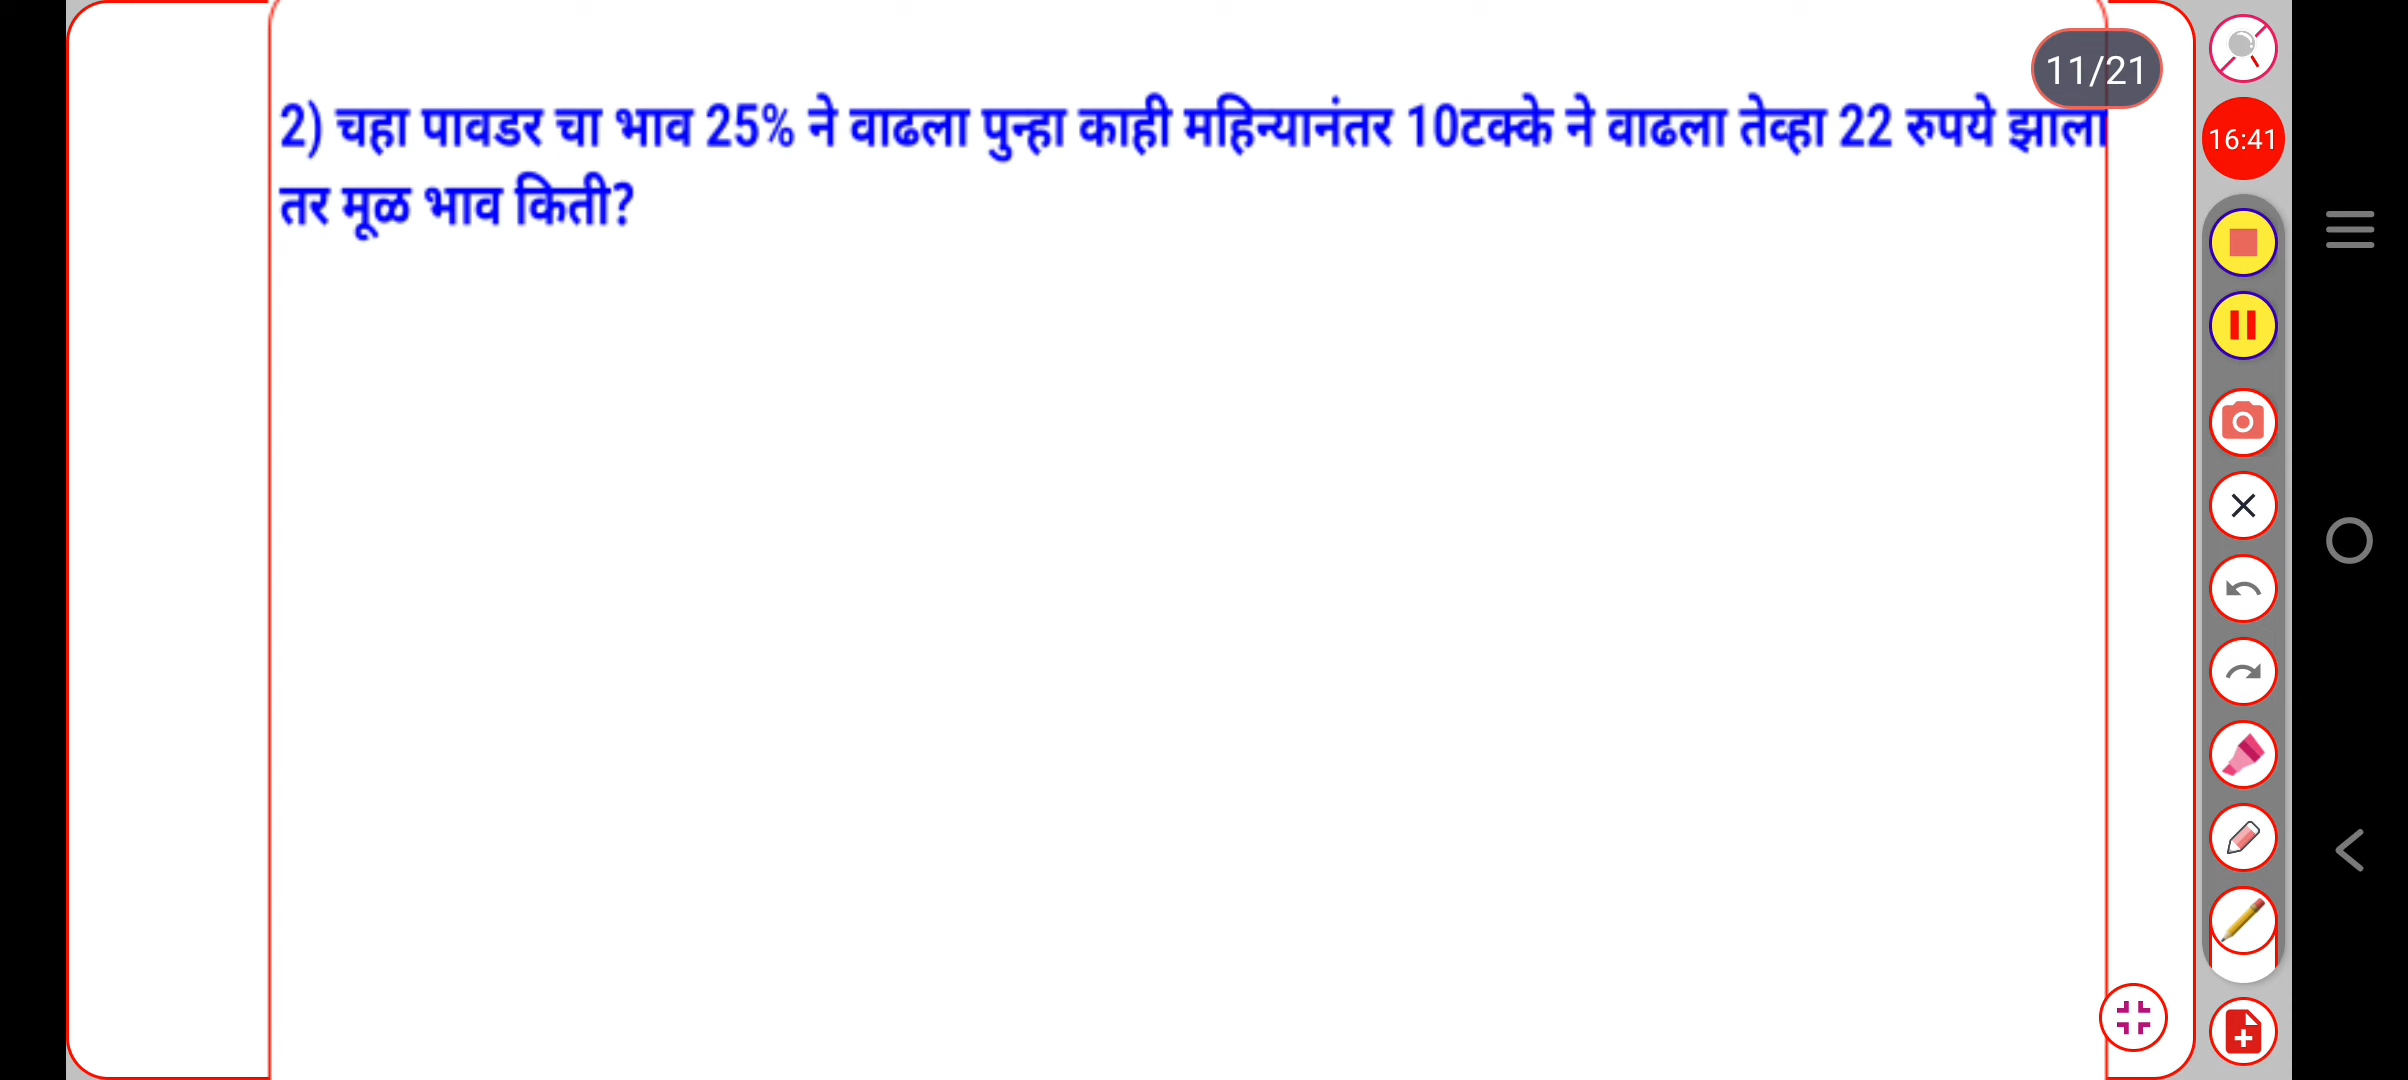 11/21
16:41
2) चहा पावडर चा भाव 25% ने वाढला पुन्हा काही महिन्यानंतर 10टक्के ने वाढला तेव्हा 22 रुपये झाला
तर मूळ भाव किती?